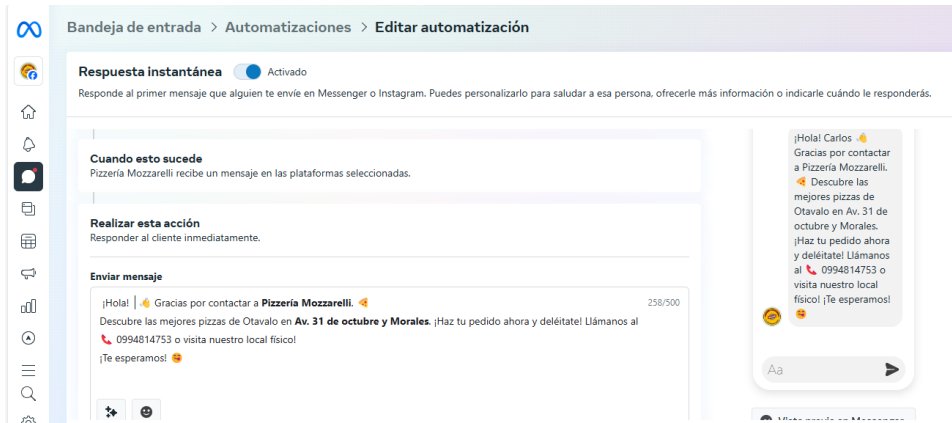 Bandeja de entrada > Automatizaciones > Editar automatización
Respuesta instantánea Activado
Responde al primer mensaje que alguien te envíe en Messenger o Instagram. Puedes personalizarlo para saludar a esa persona, ofrecerle más información o indicarle cuándo le responderás.
Cuando esto sucede
Pizzería Mozzarelli recibe un mensaje en las plataformas seleccionadas.
Realizar esta acción
Responder al cliente inmediatamente.
Enviar mensaje
¡Hola! 👋 Gracias por contactar a Pizzería Mozzarelli. 🍕
258/500
Descubre las mejores pizzas de Otavalo en Av. 31 de octubre y Morales. ¡Haz tu pedido ahora y deléitate! Llámanos al
📞 0994814753 o visita nuestro local físico!
¡Te esperamos! 🥰
¡Hola! Carlos 👋
Gracias por contactar
a Pizzería Mozzarelli.
🍕 Descubre las
mejores pizzas de
Otavalo en Av. 31 de
octubre y Morales.
¡Haz tu pedido ahora
y deléitate! Llámanos
al 📞 0994814753 o
visita nuestro local
físico! ¡Te esperamos!
🥰
Aa
Vista previa en Messenger